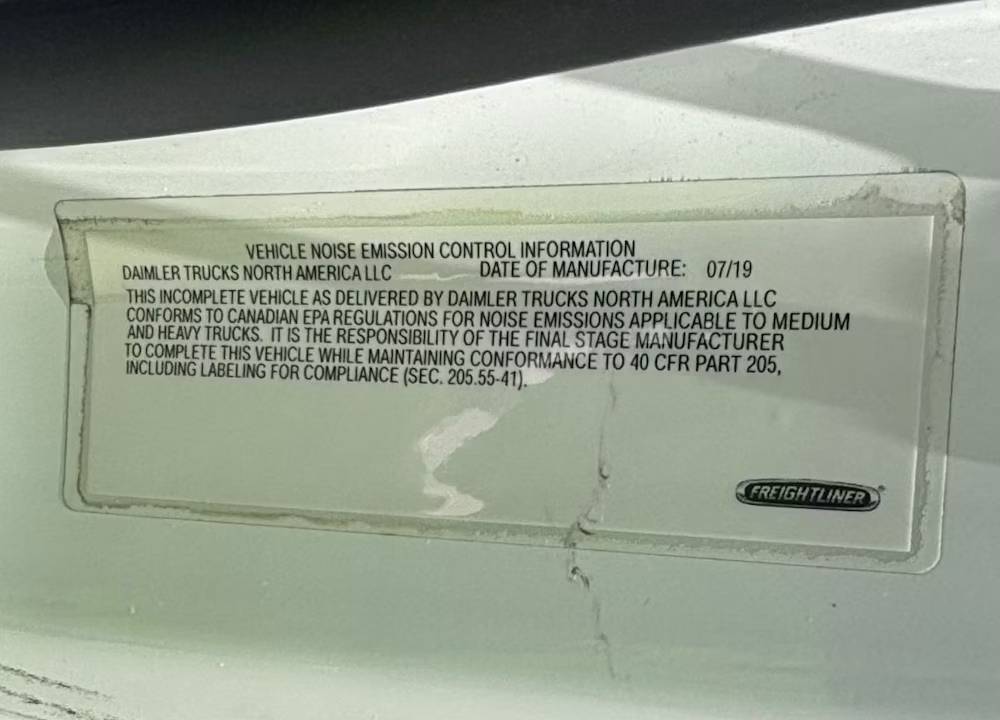 VEHICLE NOISE EMISSION CONTROL INFORMATION
DAIMLER TRUCKS NORTH AMERICA LLC DATE OF MANUFACTURE: 07/19
THIS INCOMPLETE VEHICLE AS DELIVERED BY DAIMLER TRUCKS NORTH AMERICA LLC
CONFORMS TO CANADIAN EPA REGULATIONS FOR NOISE EMISSIONS APPLICABLE TO MEDIUM
AND HEAVY TRUCKS. IT IS THE RESPONSIBILITY OF THE FINAL STAGE MANUFACTURER
TO COMPLETE THIS VEHICLE WHILE MAINTAINING CONFORMANCE TO 40 CFR PART 205,
INCLUDING LABELING FOR COMPLIANCE (SEC. 205.55-41).
FREIGHTLINER